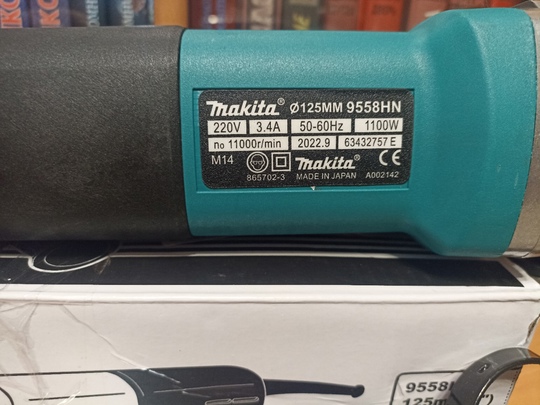 makita® Ø125MM 9558HN
220V 3.4A 50-60Hz 1100W
no 11000r/min 2022.9 63432757 E
M14 makita® CE
865702-3 MADE IN JAPAN A002142
9558
125m